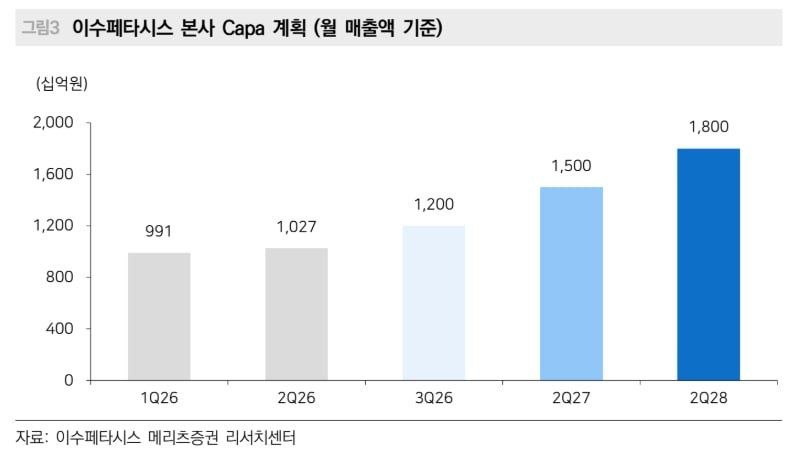 그림3 이수페타시스 본사 Capa 계획 (월 매출액 기준)
(십억원)
2,000
1,600
1,200
800
400
0
991
1,027
1,200
1,500
1,800
1Q26
2Q26
3Q26
2Q27
2Q28
자료: 이수페타시스 메리츠증권 리서치센터